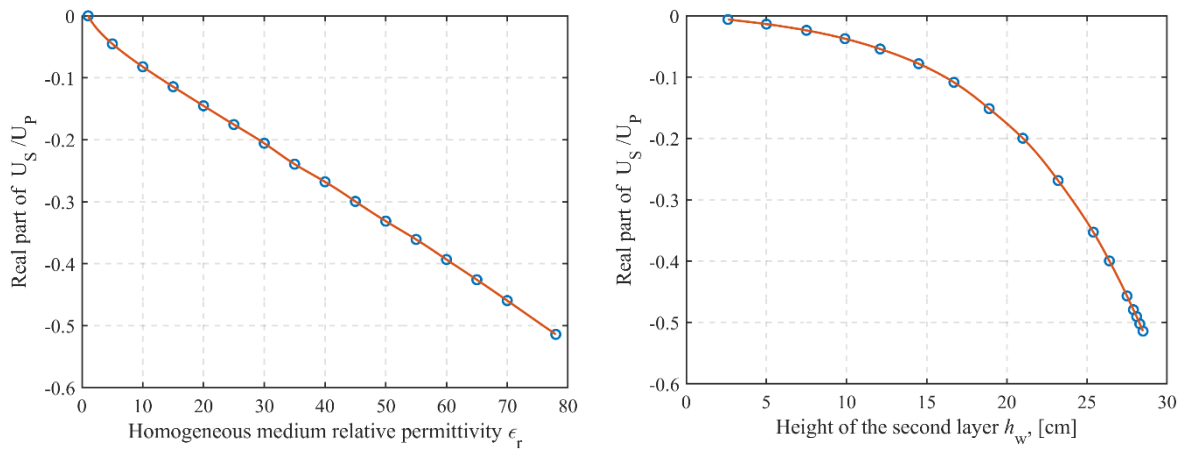 0
-0.1
-0.2
-0.3
-0.4
-0.5
-0.6
Real part of U_S /U_P
0 10 20 30 40 50 60 70 80
Homogeneous medium relative permittivity ϵ_r
0
-0.1
-0.2
-0.3
-0.4
-0.5
-0.6
Real part of U_S /U_P
0 5 10 15 20 25 30
Height of the second layer h_w, [cm]